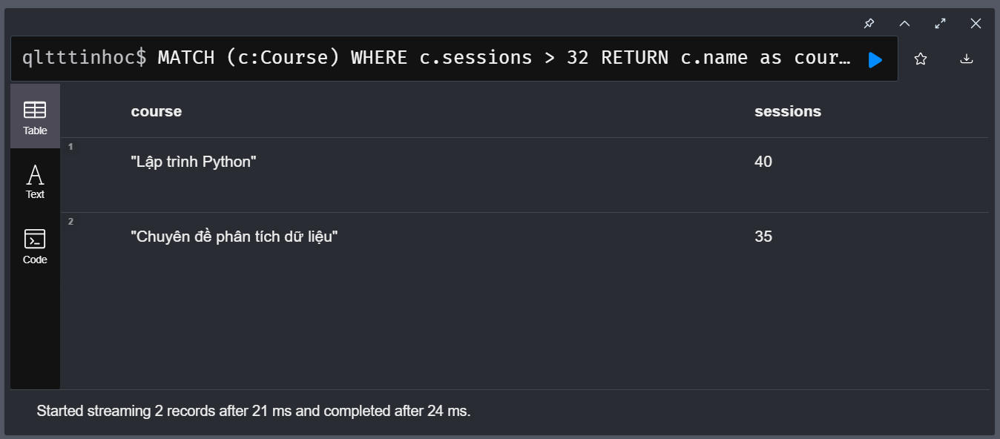 qltttinhoc$ MATCH (c:Course) WHERE c.sessions > 32 RETURN c.name as cour…
Table
Text
Code
course sessions
1
"Lập trình Python" 40
2
"Chuyên đề phân tích dữ liệu" 35
Started streaming 2 records after 21 ms and completed after 24 ms.